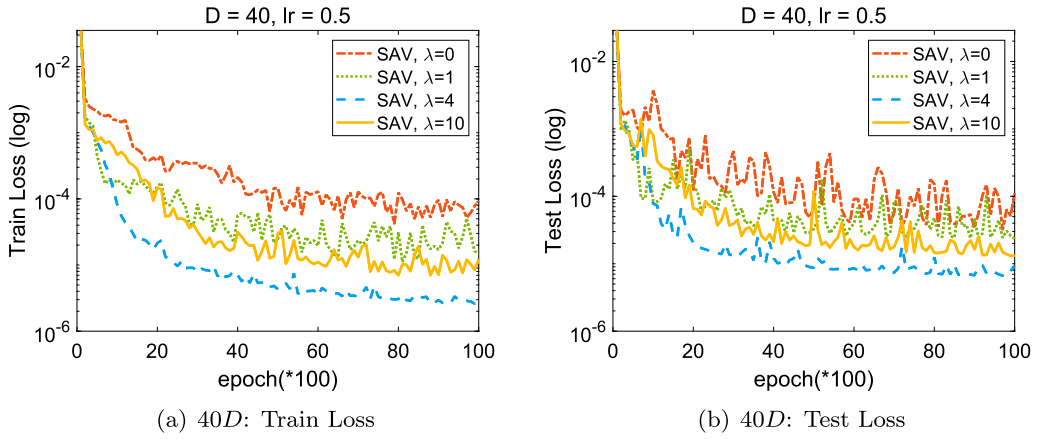 D = 40, lr = 0.5
Train Loss (log)
10^-2
10^-4
10^-6
SAV, λ=0
SAV, λ=1
SAV, λ=4
SAV, λ=10
0 20 40 60 80 100
epoch(*100)
(a) 40D: Train Loss
D = 40, lr = 0.5
Test Loss (log)
10^-2
10^-4
10^-6
SAV, λ=0
SAV, λ=1
SAV, λ=4
SAV, λ=10
0 20 40 60 80 100
epoch(*100)
(b) 40D: Test Loss